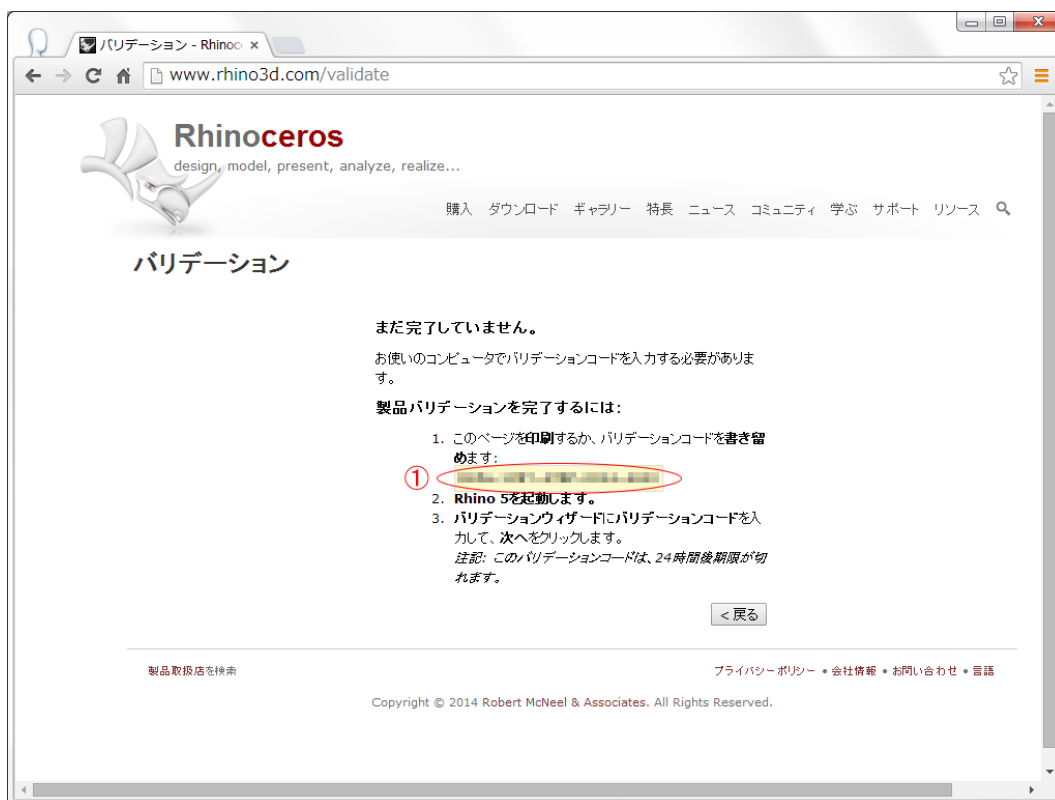 バリデーション - Rhinoc
www.rhino3d.com/validate
Rhinoceros
design, model, present, analyze, realize...
購入 ダウンロード ギャラリー 特長 ニュース コミュニティ 学ぶ サポート リソース
バリデーション
まだ完了していません。
お使いのコンピュータでバリデーションコードを入力する必要がありま
す。
製品バリデーションを完了するには:
1. このページを印刷するか、バリデーションコードを書き留
めます:
①
2. Rhino 5を起動します。
3. バリデーションウィザードにバリデーションコードを入
力して、次へをクリックします。
注記: このバリデーションコードは、24時間後期限が切
れます。
< 戻る
製品取扱店を検索
プライバシーポリシー • 会社情報 • お問い合わせ • 言語
Copyright © 2014 Robert McNeel & Associates. All Rights Reserved.